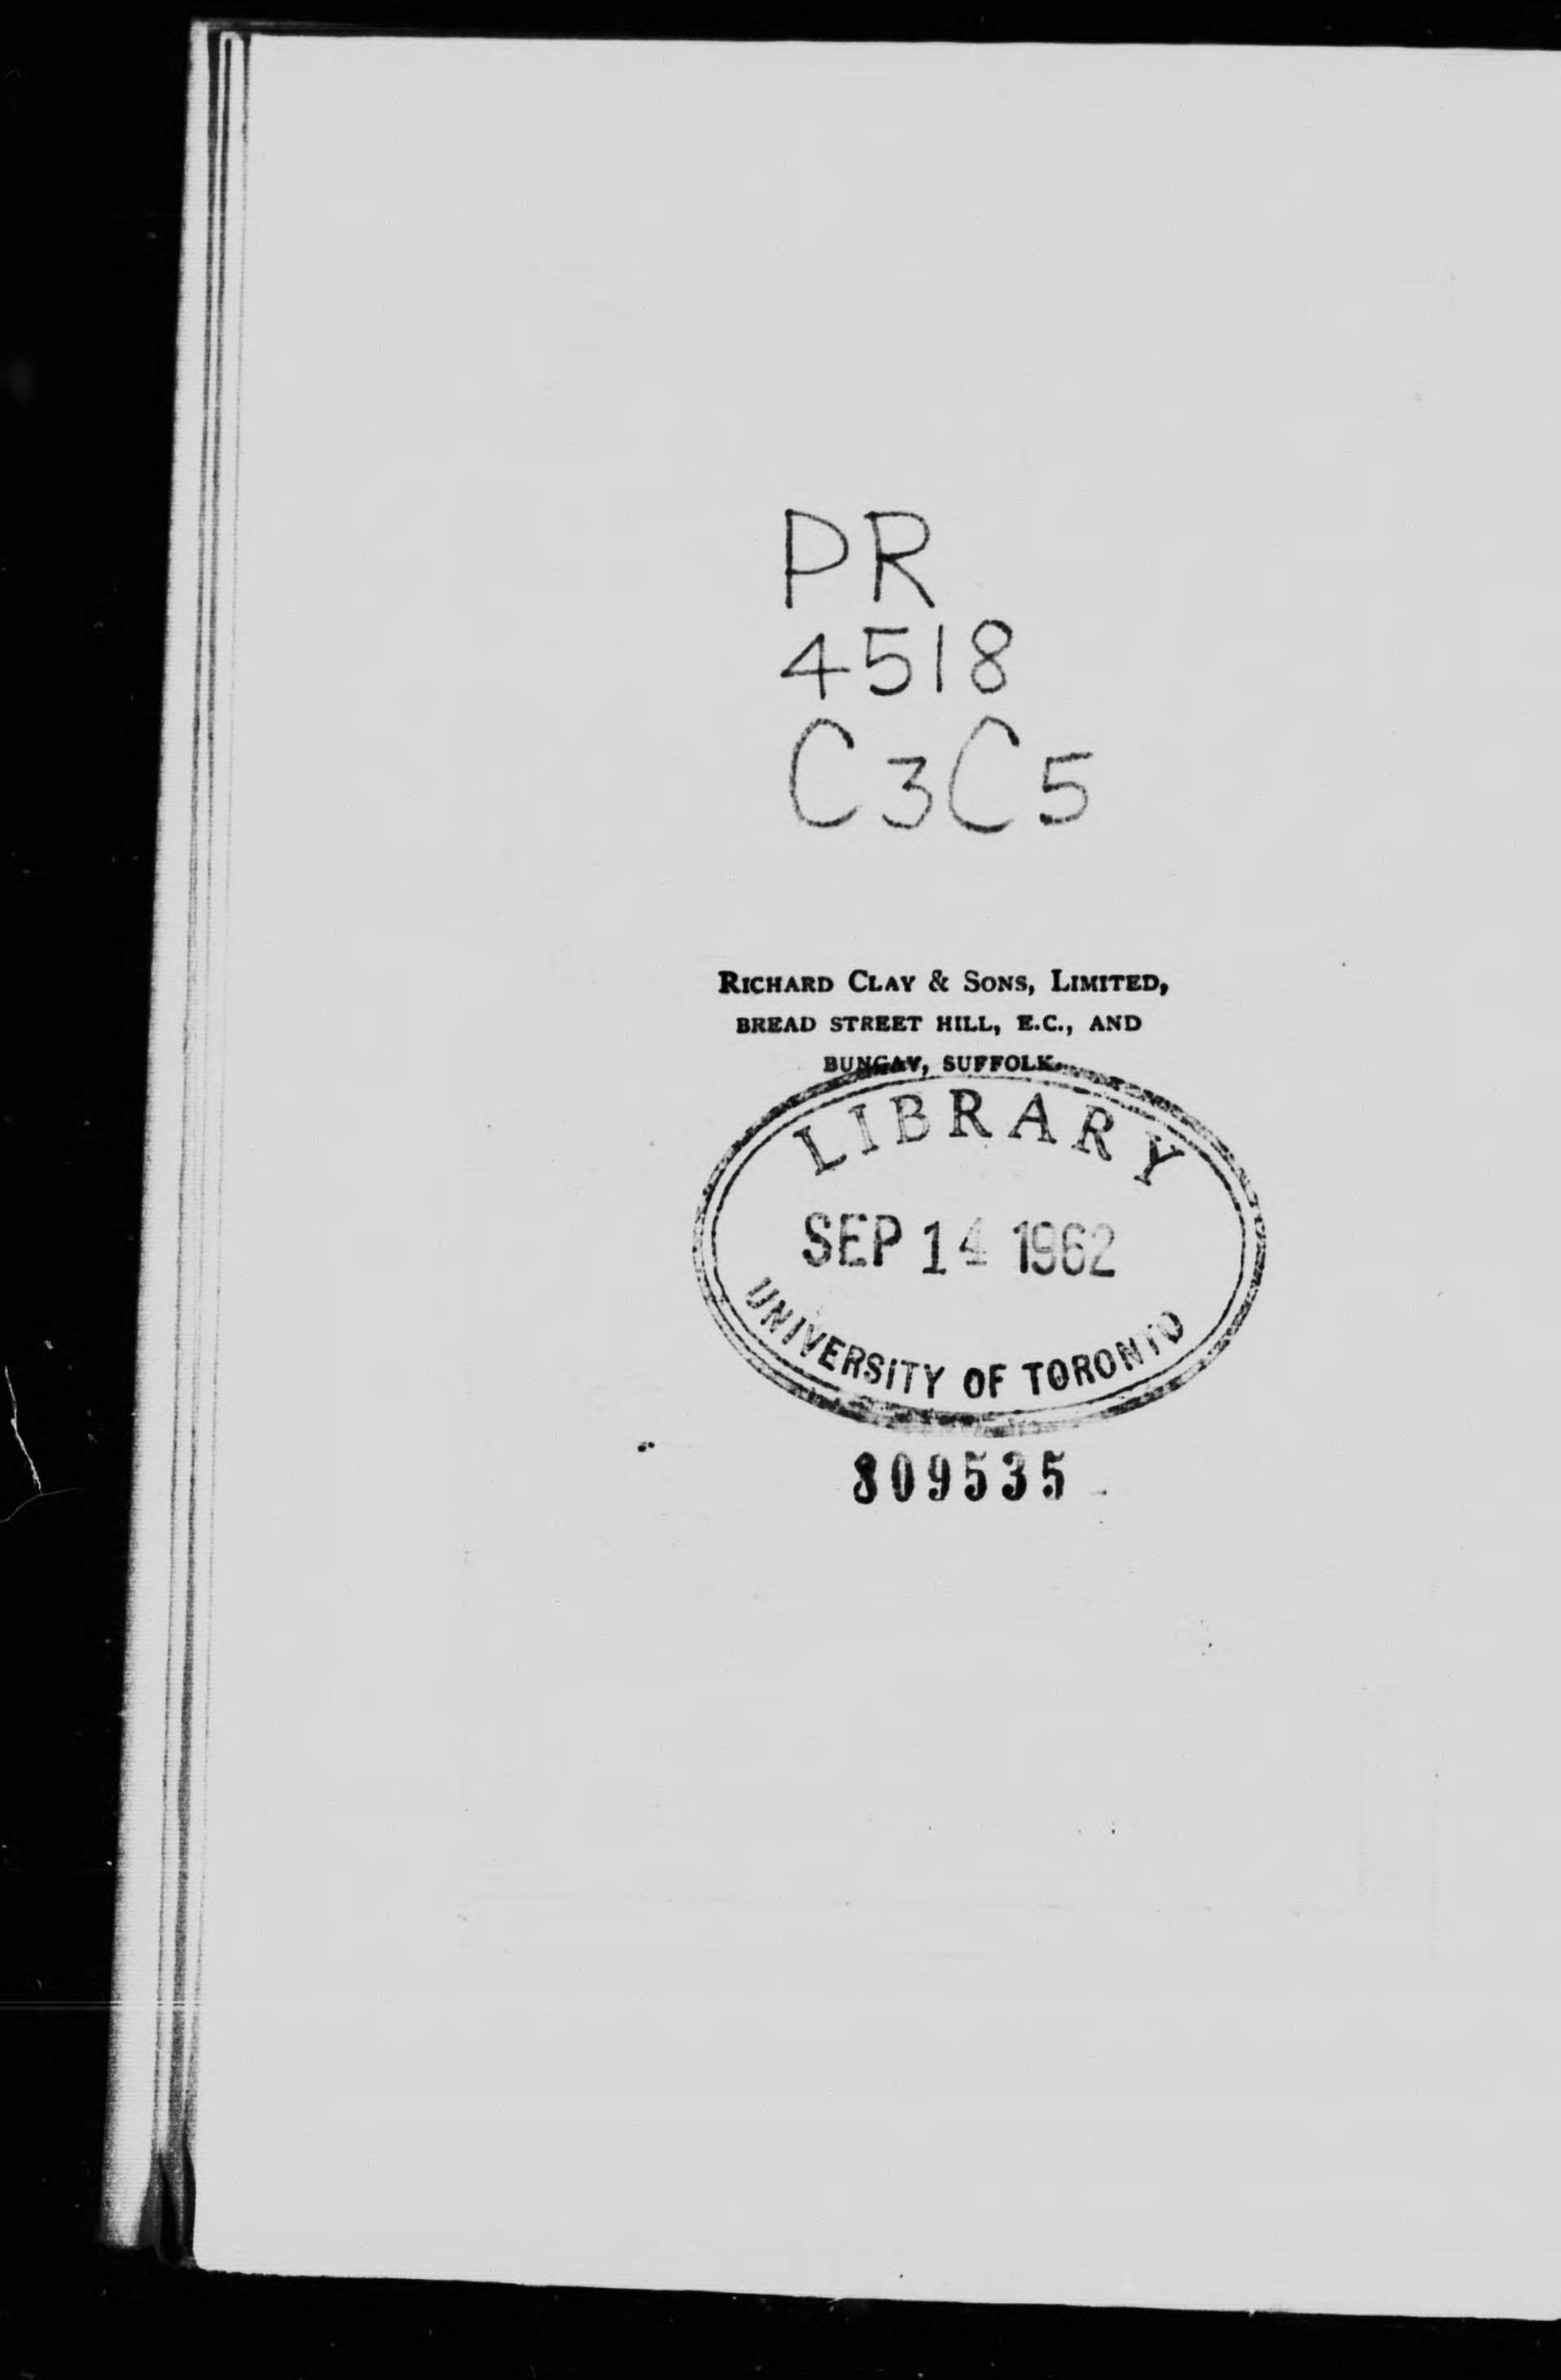 PR
4518
C3C5
RICHARD CLAY & SONS, LIMITED,
BREAD STREET HILL, E.C., AND
BUNGAY, SUFFOLK.
LIBRARY
SEP 14 1962
UNIVERSITY OF TORONTO
809535